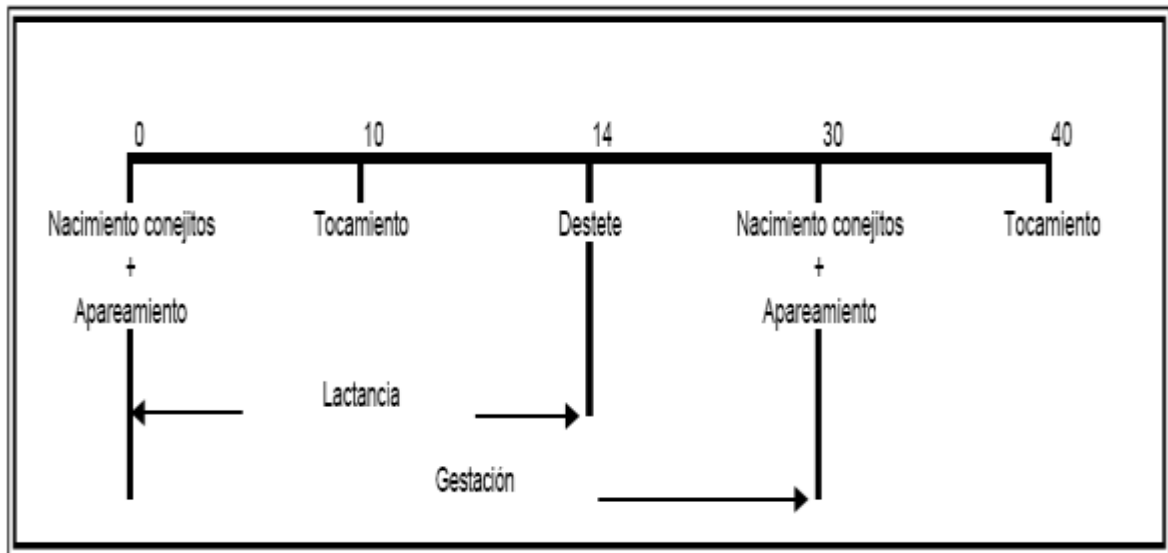 0 10 14 30 40
Nacimiento conejitos Tocamiento Destete Nacimiento conejitos Tocamiento
+ +
Apareamiento Apareamiento
Lactancia
Gestación